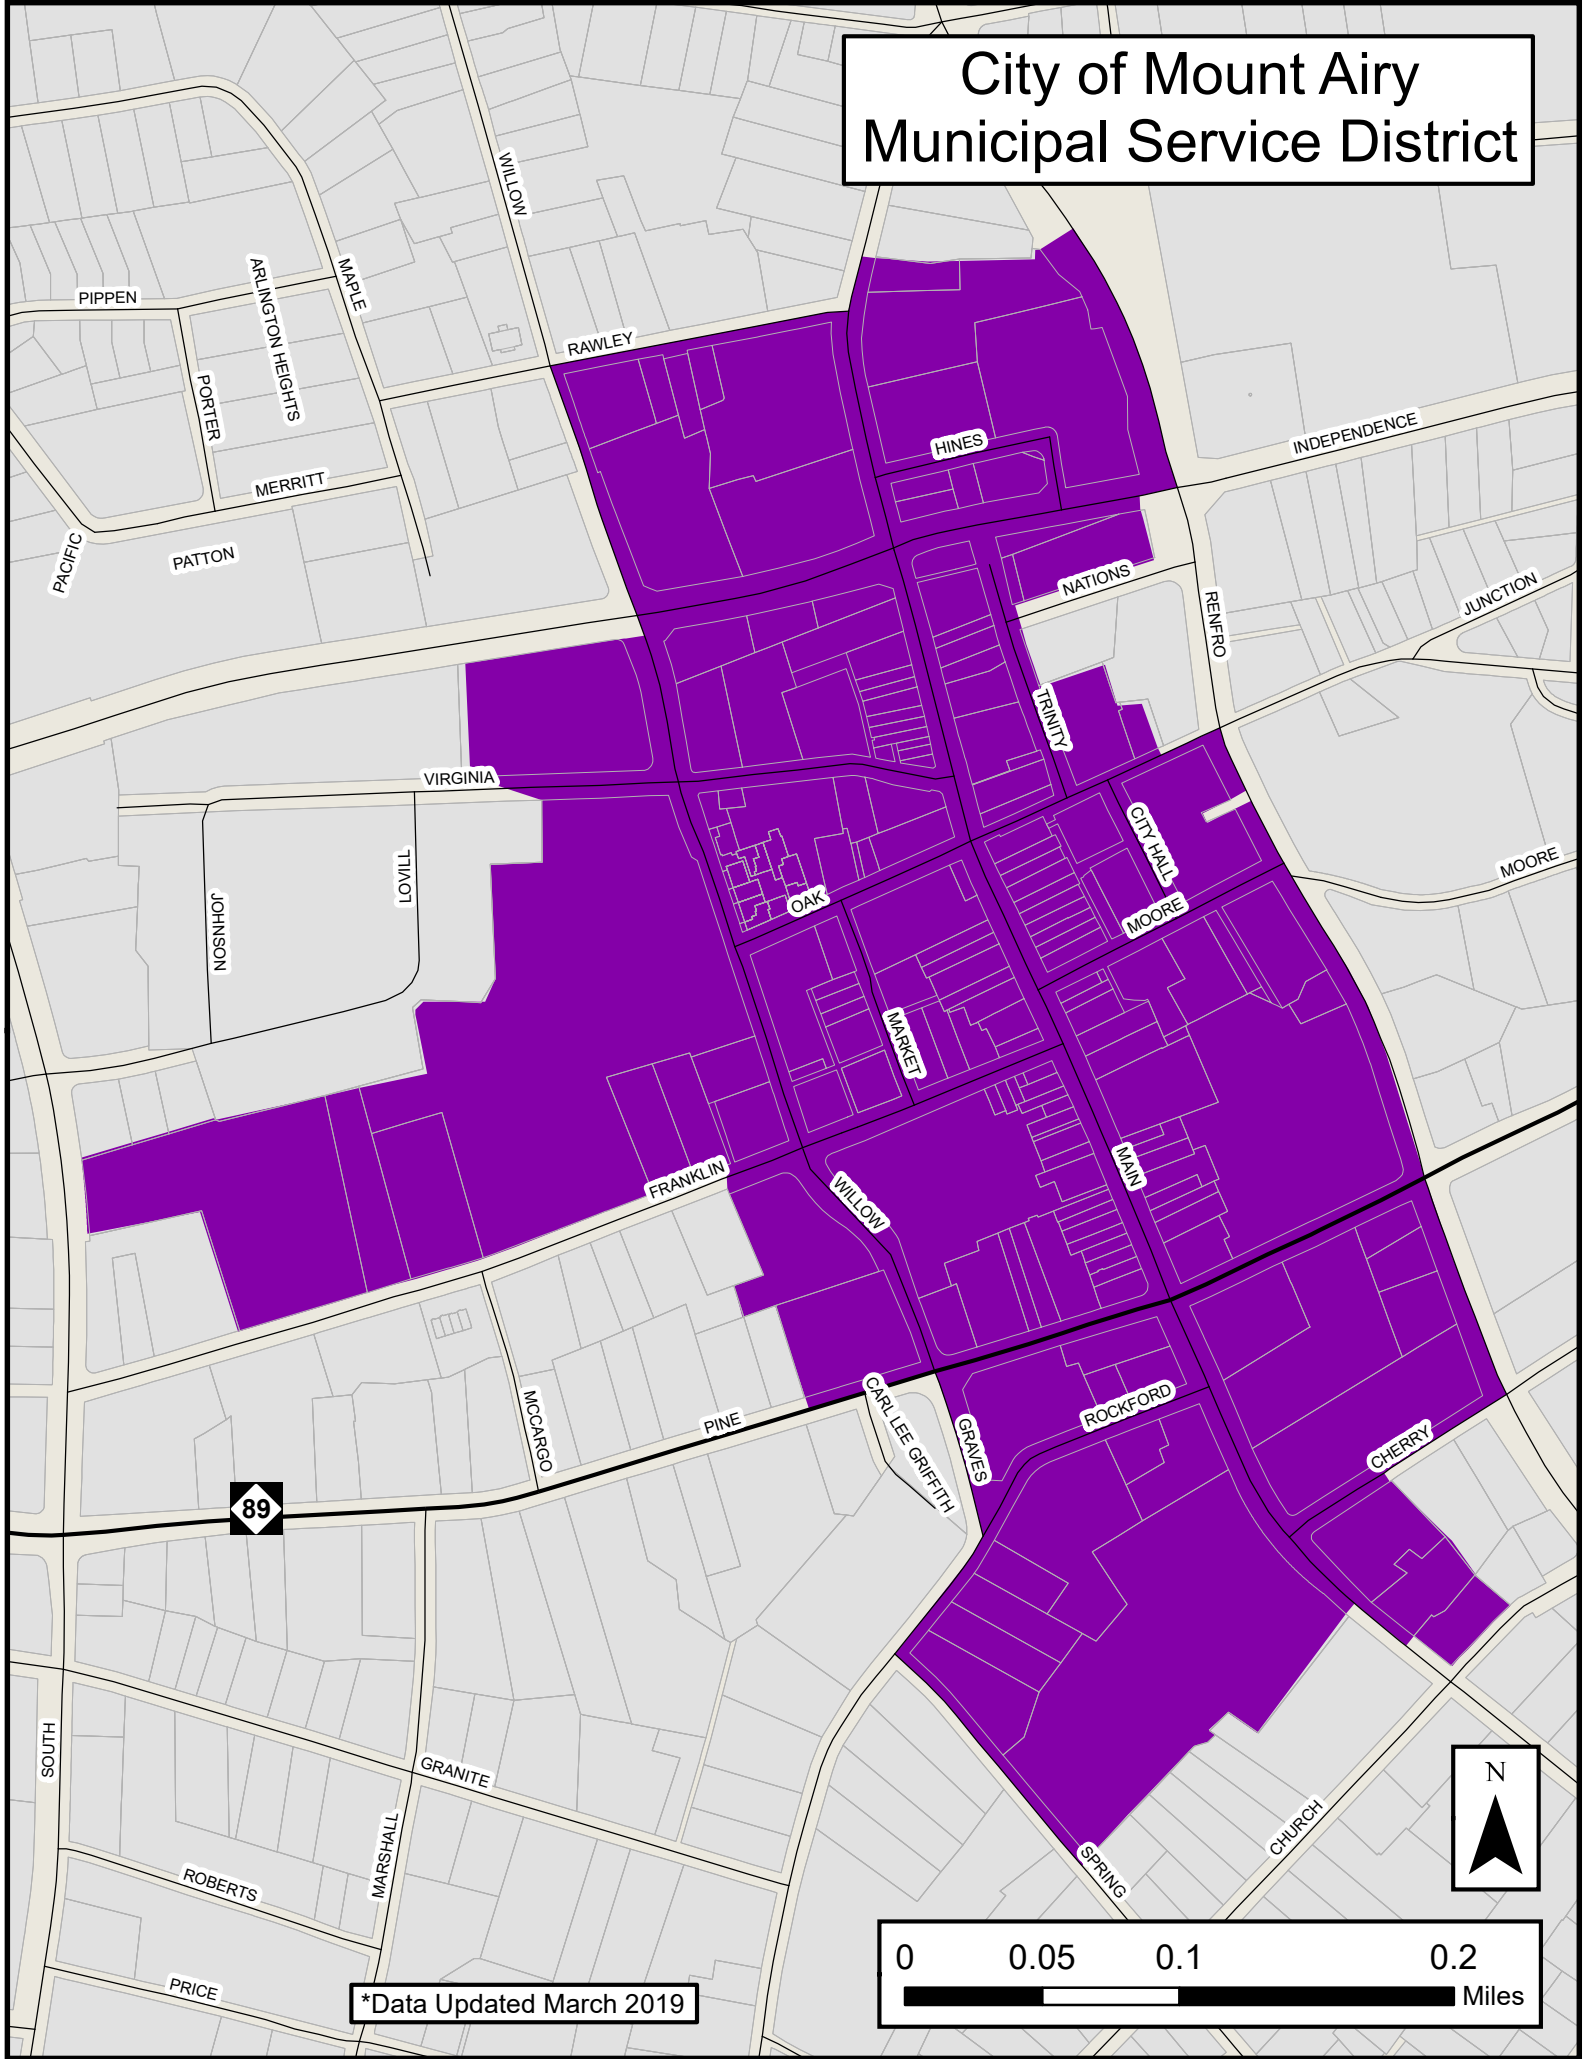 City of Mount Airy
Municipal Service District
WILLOW
PIPPEN
ARLINGTON HEIGHTS
MAPLE
RAWLEY
PORTER
HINES
INDEPENDENCE
MERRITT
PACIFIC
PATTON
NATIONS
RENFRO
JUNCTION
TRINITY
VIRGINIA
LOVILL
JOHNSON
CITY HALL
OAK
MOORE
MOORE
MARKET
MAIN
FRANKLIN
WILLOW
MCCARGO
PINE
CARL LEE GRIFFITH
GRAVES
ROCKFORD
CHERRY
89
SOUTH
GRANITE
MARSHALL
ROBERTS
PRICE
SPRING
CHURCH
N
0 0.05 0.1 0.2
Miles
*Data Updated March 2019